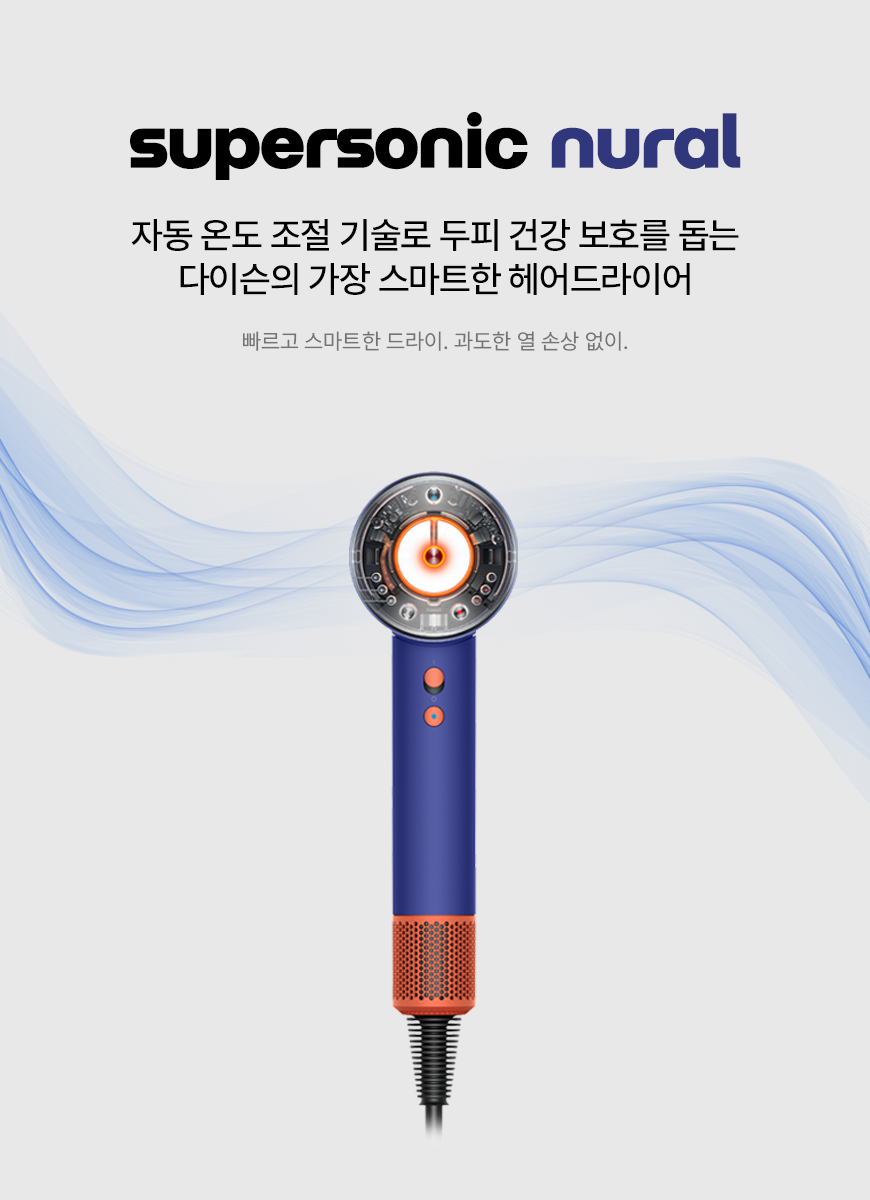 supersonic nural
자동 온도 조절 기술로 두피 건강 보호를 돕는
다이슨의 가장 스마트한 헤어드라이어
빠르고 스마트한 드라이. 과도한 열 손상 없이.